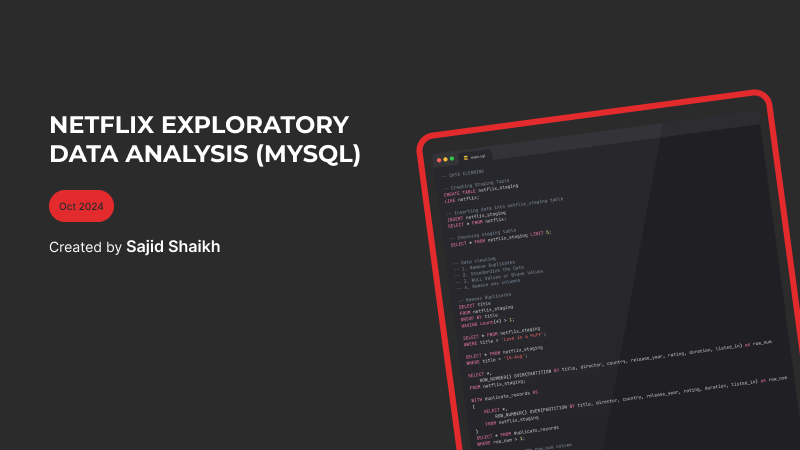 NETFLIX EXPLORATORY
DATA ANALYSIS (MYSQL)
Oct 2024
Created by Sajid Shaikh
main.sql
-- DATA CLEANING
-- Creating Staging Table
CREATE TABLE netflix_staging
LIKE netflix;
-- Inserting data into netflix_staging table
INSERT netflix_staging
SELECT * FROM netflix;
-- Checking staging table
SELECT * FROM netflix_staging LIMIT 5;
-- Data cleaning
-- 1. Remove Duplicates
-- 2. Standardize the Data
-- 3. NULL Values or Blank Values
-- 4. Remove any columns
-- Remove Duplicates
SELECT title
FROM netflix_staging
GROUP BY title
HAVING count(*) > 1;
SELECT * FROM netflix_staging
WHERE title = 'Love in a Puff';
SELECT * FROM netflix_staging
WHERE title = '15-Aug';
SELECT *,
ROW_NUMBER() OVER(PARTITION BY title, director, country, release_year, rating, duration, listed_in) as row_num
FROM netflix_staging;
WITH duplicate_records AS
(
SELECT *,
ROW_NUMBER() OVER(PARTITION BY title, director, country, release_year, rating, duration, listed_in) as row_num
FROM netflix_staging
)
SELECT * FROM duplicate_records
WHERE row_num > 1;
row_num column